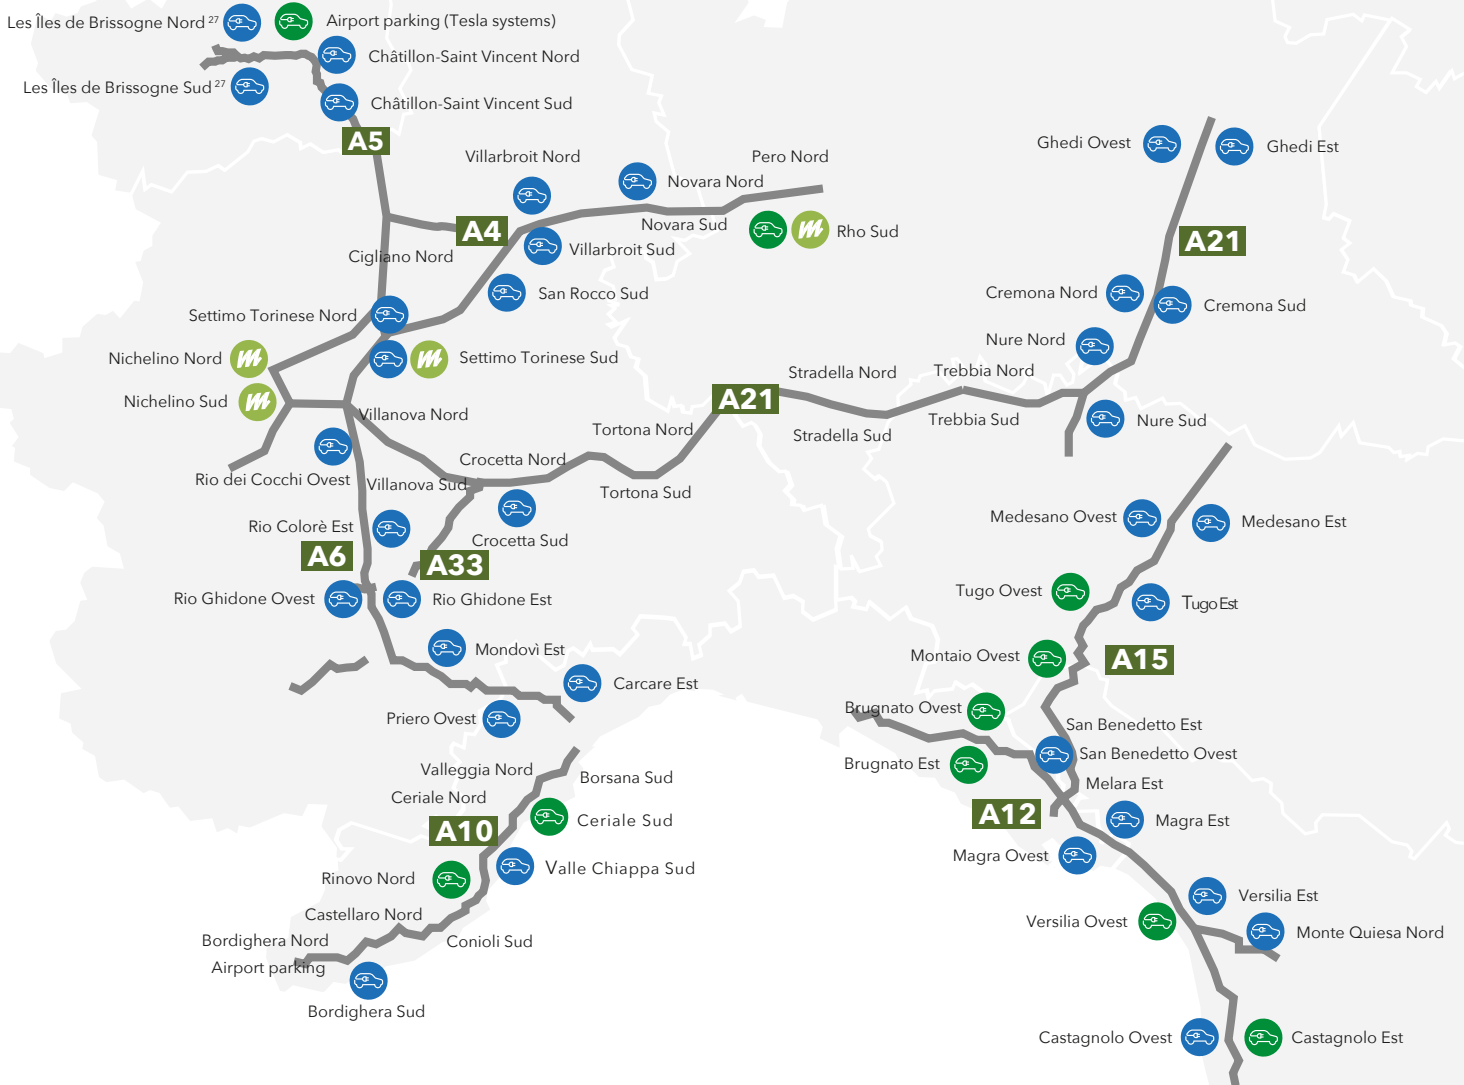 Les Îles de Brissogne Nord 27
Airport parking (Tesla systems)
Châtillon-Saint Vincent Nord
Les Îles de Brissogne Sud 27
Châtillon-Saint Vincent Sud
A5
Villarbroit Nord
Pero Nord
Ghedi Ovest
Ghedi Est
Novara Nord
Novara Sud
A4
Rho Sud
A21
Cigliano Nord
Villarbroit Sud
San Rocco Sud
Cremona Nord
Cremona Sud
Settimo Torinese Nord
Nure Nord
Nichelino Nord
Settimo Torinese Sud
Stradella Nord
Trebbia Nord
Nichelino Sud
A21
Villanova Nord
Trebbia Sud
Nure Sud
Tortona Nord
Stradella Sud
Crocetta Nord
Rio dei Cocchi Ovest
Villanova Sud
Tortona Sud
Rio Colorè Est
Medesano Ovest
Medesano Est
Crocetta Sud
A6
A33
Tugo Ovest
Rio Ghidone Ovest
Rio Ghidone Est
Tugo Est
Mondovì Est
Montaio Ovest
A15
Carcare Est
Brugnato Ovest
Priero Ovest
San Benedetto Est
San Benedetto Ovest
Brugnato Est
Valleggia Nord
Borsana Sud
Melara Est
Ceriale Nord
A12
Ceriale Sud
Magra Est
A10
Magra Ovest
Valle Chiappa Sud
Rinovo Nord
Versilia Est
Castellaro Nord
Versilia Ovest
Monte Quiesa Nord
Bordighera Nord
Conioli Sud
Airport parking
Bordighera Sud
Castagnolo Ovest
Castagnolo Est